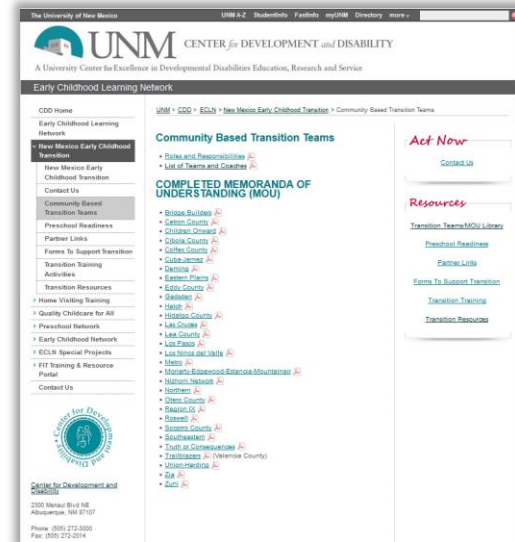 The University of New Mexico
UNM A-Z StudentInfo FastInfo myUNM Directory more
UNM CENTER for DEVELOPMENT and DISABILITY
A University Center for Excellence in Developmental Disabilities Education, Research and Service
Early Childhood Learning Network
CDD Home
Early Childhood Learning
Network
New Mexico Early Childhood
Transition
New Mexico Early
Childhood Transition
Contact Us
Community Based
Transition Teams
Preschool Readiness
Partner Links
Forms To Support Transition
Transition Training
Activities
Transition Resources
Home Visiting Training
Quality Childcare for All
Preschool Network
Early Childhood Network
ECLN Special Projects
FIT Training & Resource
Portal
Contact Us
Center for Development and Disability
Center for Development and
Disability
2300 Menaul Blvd NE
Albuquerque, NM 87107
Phone: (505) 272-3000
Fax: (505) 272-2014
UNM > CDD > ECLN > New Mexico Early Childhood Transition > Community Based Transition Teams
Community Based Transition Teams
Roles and Responsibilities
List of Teams and Coaches
COMPLETED MEMORANDA OF
UNDERSTANDING (MOU)
Bridge Builders
Catron County
Children Onward
Cibola County
Colfax County
Cuba-Jemez
Deming
Eastern Plains
Eddy County
Gadsden
Hatch
Hidalgo County
Las Cruces
Lea County
Los Pasos
Los Ninos del Valle
Metro
Moriarty-Edgewood-Estancia-Mountainair
Nizhoni Network
Northern
Otero County
Region IX
Roswell
Socorro County
Southeastern
Truth or Consequences
Trailblazers (Valencia County)
Union-Harding
Zia
Zuni
Act Now
Contact Us
Resources
Transition Teams/MOU Library
Preschool Readiness
Partner Links
Forms To Support Transition
Transition Training
Transition Resources